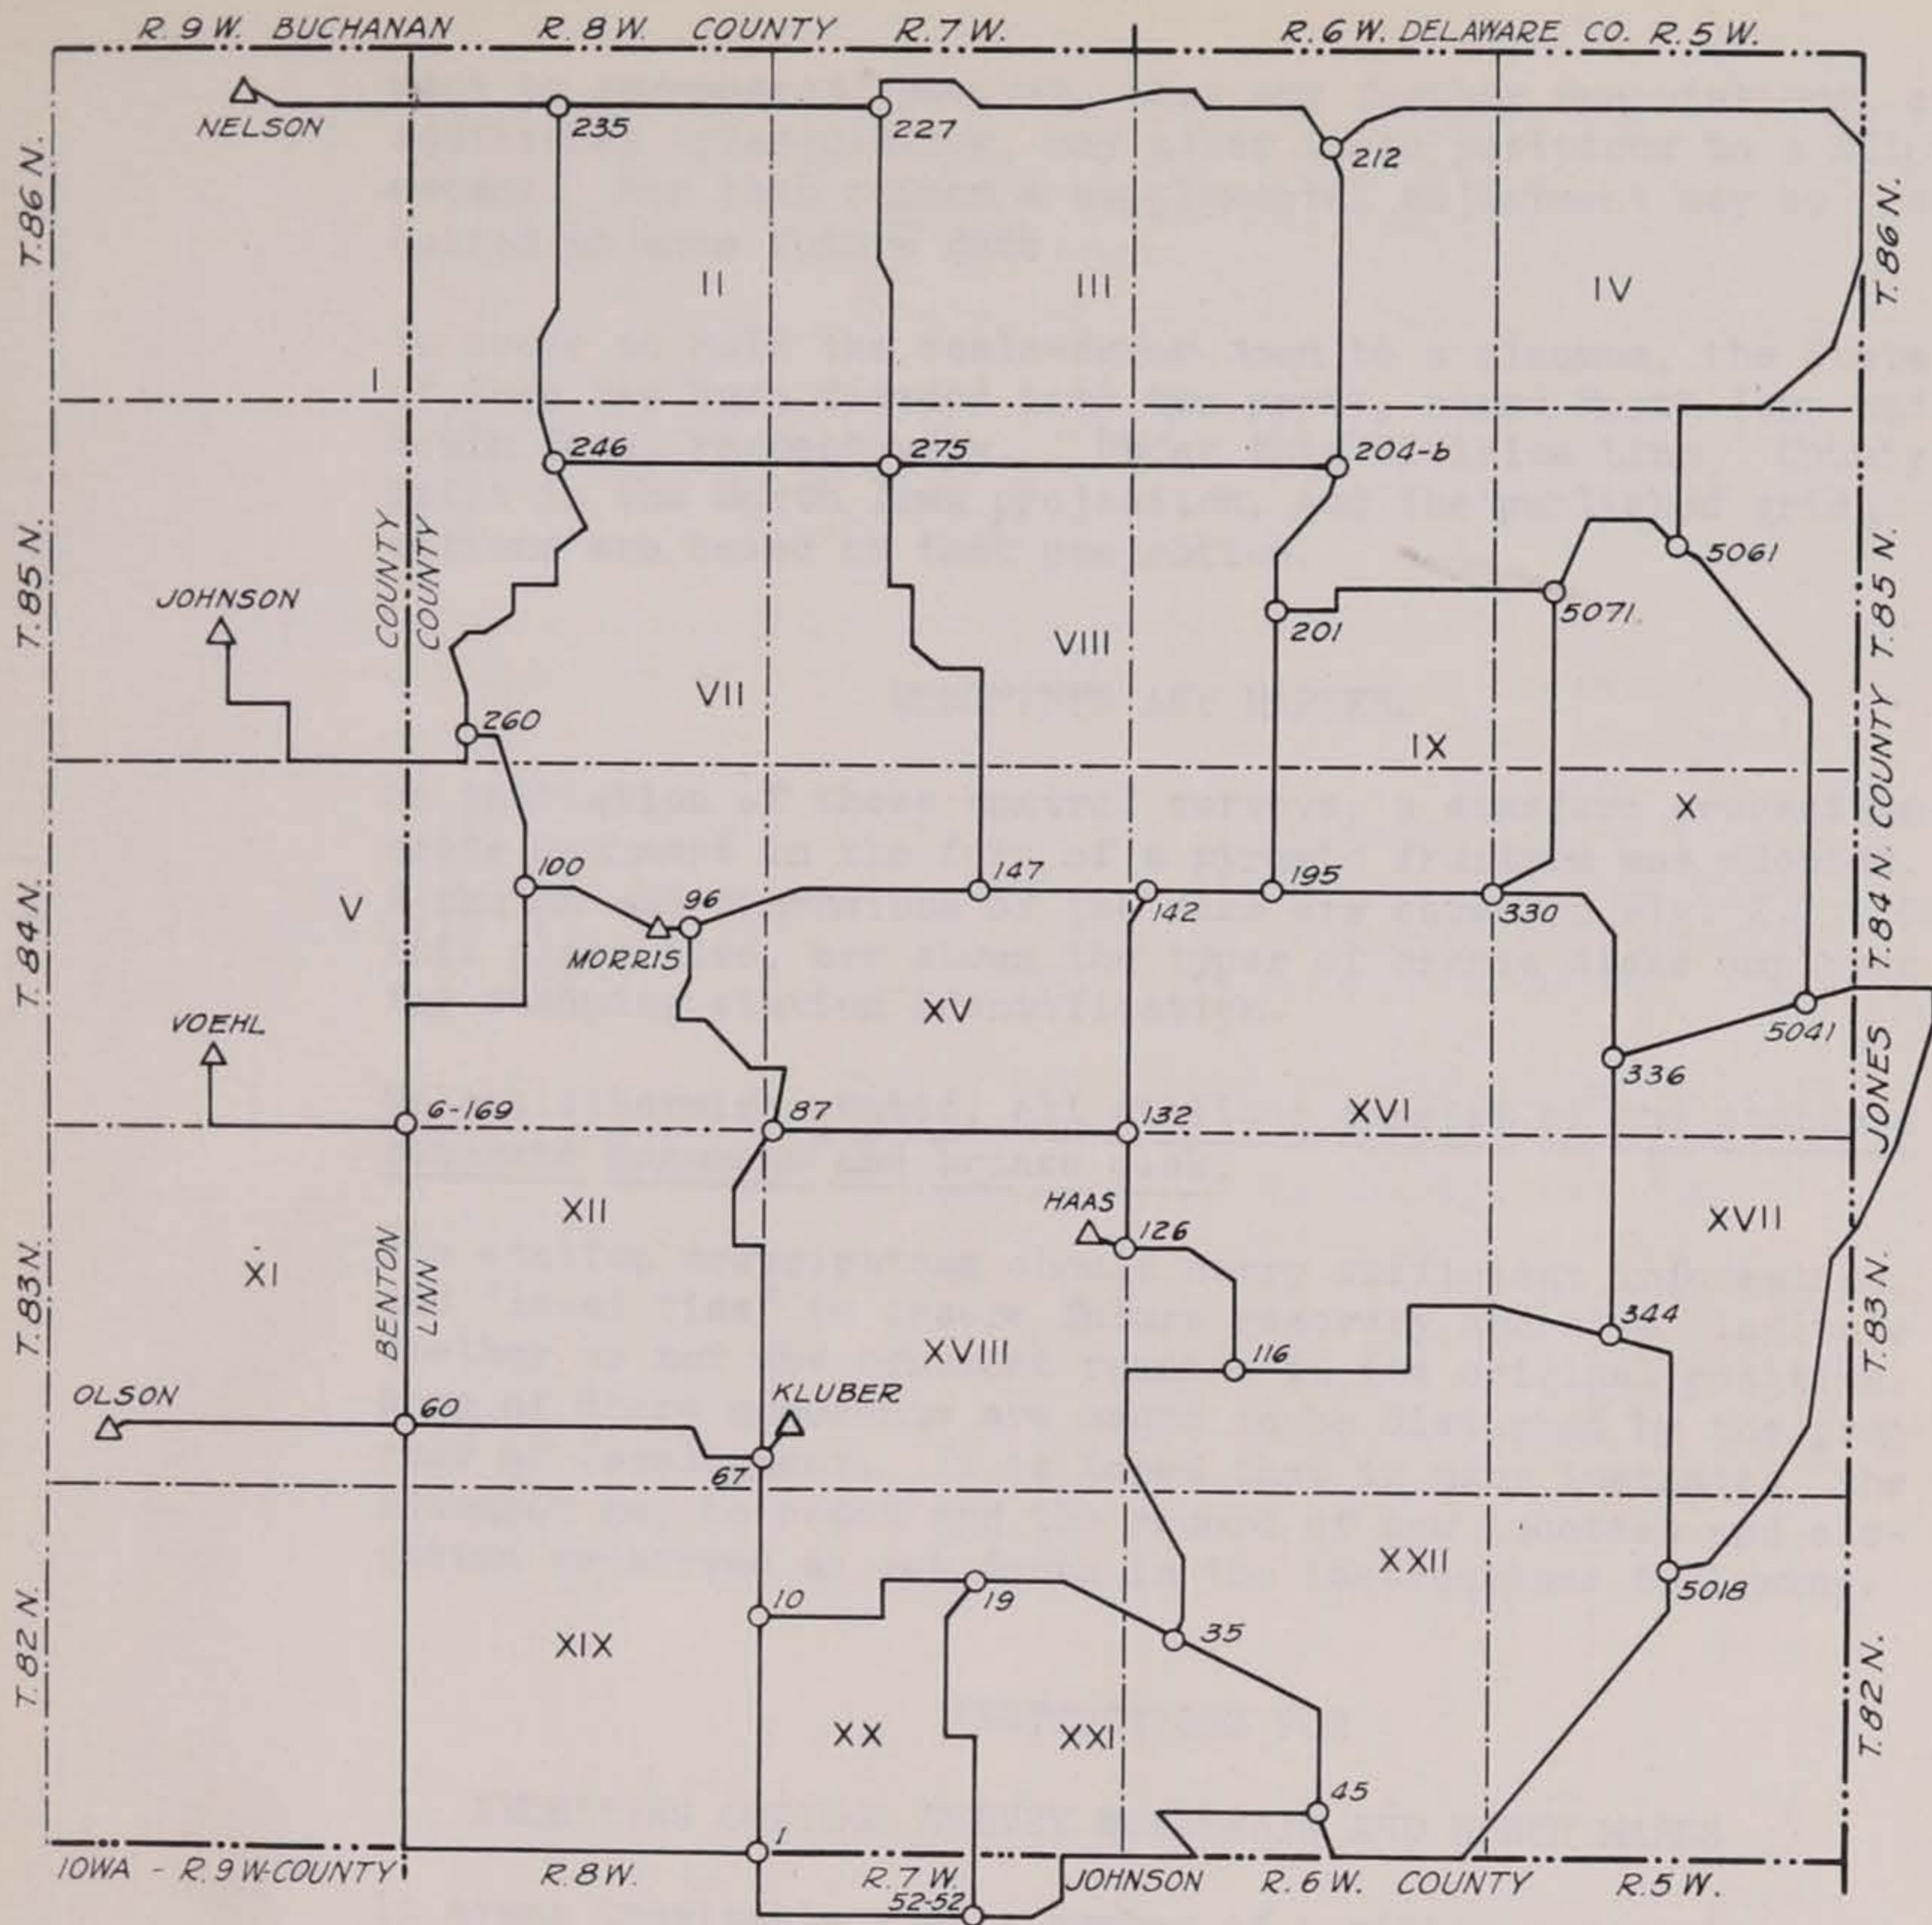 R. 9 W. BUCHANAN R. 8 W. COUNTY R. 7 W. R. 6 W. DELAWARE CO. R. 5 W.
NELSON
235
227
212
T. 86 N.
T. 86 N.
II
III
IV
I
246
275
204-b
COUNTY
COUNTY
T. 85 N.
T. 85 N.
5061
JOHNSON
201
5071
VIII
VII
260
IX
COUNTY
X
100
147
195
V
96
142
330
T. 84 N.
T. 84 N.
MORRIS
XV
VOEHL
5041
JONES
336
6-169
87
132
XVI
HAAS
126
XII
XVII
XI
BENTON
LINN
T. 83 N.
T. 83 N.
344
XVIII
116
OLSON
60
KLUBER
67
XXII
10
19
5018
35
XIX
T. 82 N.
T. 82 N.
XX
XXI
45
1
IOWA - R. 9 W-COUNTY R. 8 W. R. 7 W. JOHNSON R. 6 W. COUNTY R. 5 W.
52-52